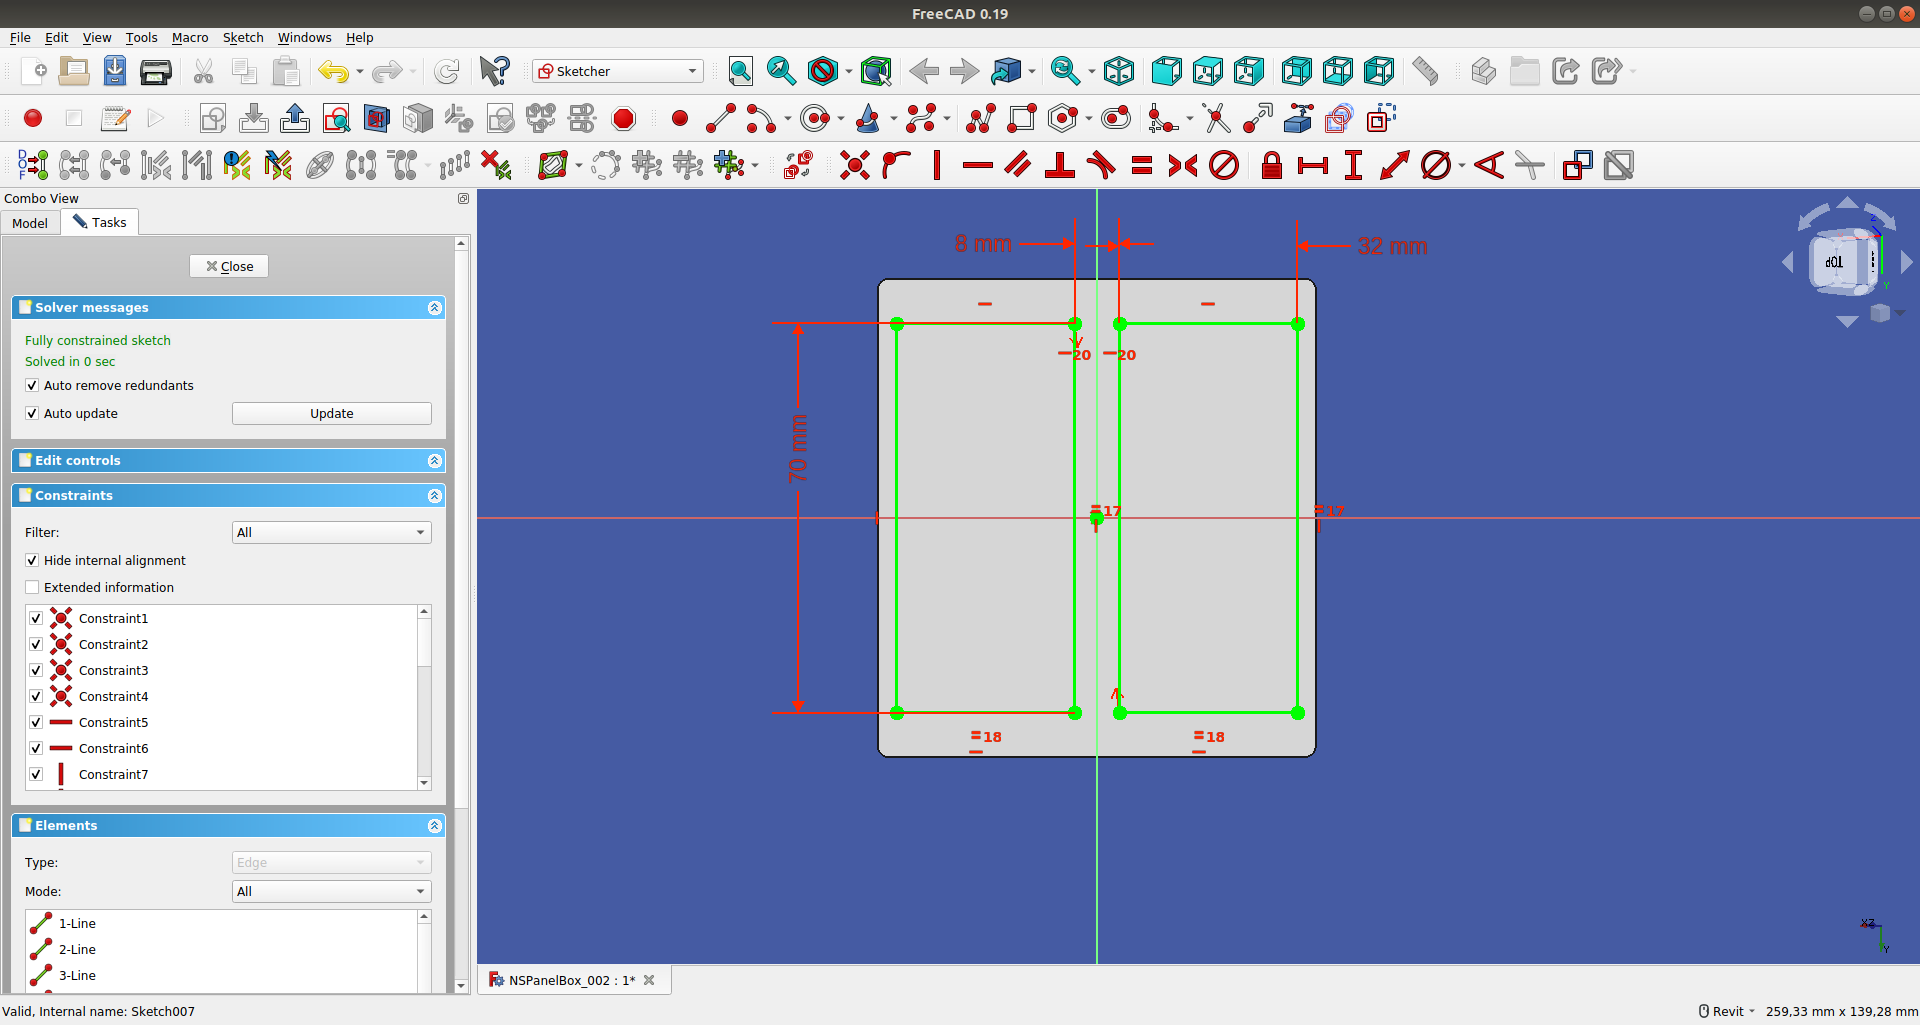 FreeCAD 0.19
File Edit View Tools Macro Sketch Windows Help
Sketcher
Combo View
Model
Tasks
Close
Solver messages
Fully constrained sketch
Solved in 0 sec
Auto remove redundants
Auto update
Update
Edit controls
Constraints
Filter:
All
Hide internal alignment
Extended information
Constraint1
Constraint2
Constraint3
Constraint4
Constraint5
Constraint6
Constraint7
Elements
Type:
Edge
Mode:
All
1-Line
2-Line
3-Line
8 mm
32 mm
20
20
70 mm
17
17
18
18
TOP
Z
Y
Y
NSPanelBox_002 : 1*
Valid, Internal name: Sketch007
Revit
259,33 mm x 139,28 mm